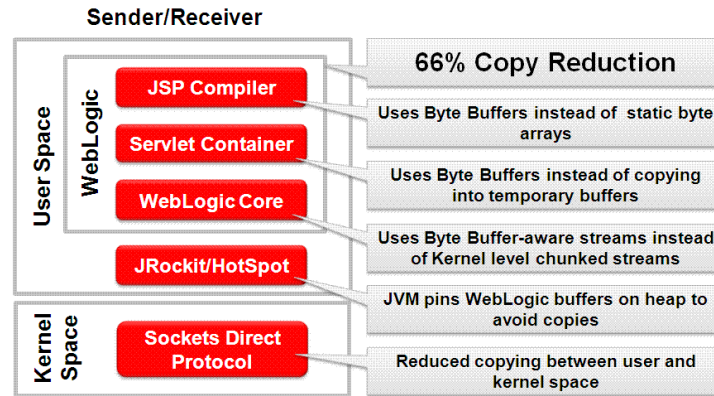 Sender/Receiver
User Space
WebLogic
JSP Compiler
Servlet Container
WebLogic Core
JRockit/HotSpot
Kernel
Space
Sockets Direct
Protocol
66% Copy Reduction
Uses Byte Buffers instead of static byte
arrays
Uses Byte Buffers instead of copying
into temporary buffers
Uses Byte Buffer-aware streams instead
of Kernel level chunked streams
JVM pins WebLogic buffers on heap to
avoid copies
Reduced copying between user and
kernel space